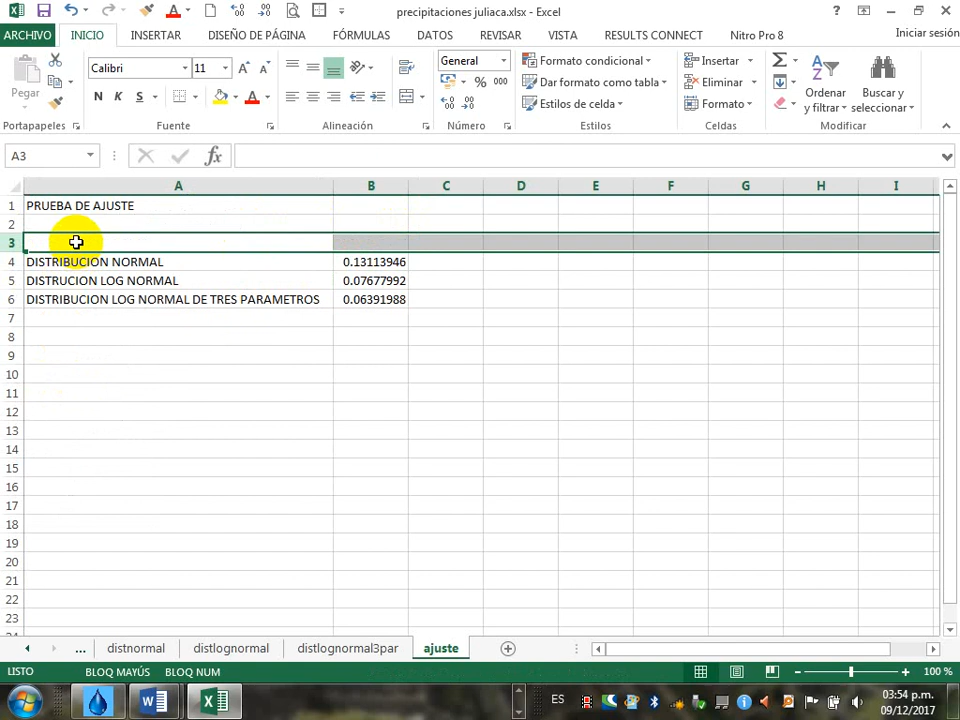 precipitaciones juliaca.xlsx - Excel
ARCHIVO INICIO INSERTAR DISEÑO DE PÁGINA FÓRMULAS DATOS REVISAR VISTA RESULTS CONNECT Nitro Pro 8 Iniciar sesión
Pegar
Calibri 11
N K S
General
% 000
Formato condicional
Dar formato como tabla
Estilos de celda
Insertar
Eliminar
Formato
Ordenar y filtrar
Buscar y seleccionar
Portapapeles Fuente Alineación Número Estilos Celdas Modificar
A3 fx
A B C D E F G H I
1 PRUEBA DE AJUSTE
2
3
4 DISTRIBUCION NORMAL 0.13113946
5 DISTRUCION LOG NORMAL 0.07677992
6 DISTRIBUCION LOG NORMAL DE TRES PARAMETROS 0.06391988
7
8
9
10
11
12
13
14
15
16
17
18
19
20
21
22
23
... distnormal distlognormal distlognormal3par ajuste
LISTO BLOQ MAYÚS BLOQ NUM 100 %
ES 03:54 p.m.
09/12/2017